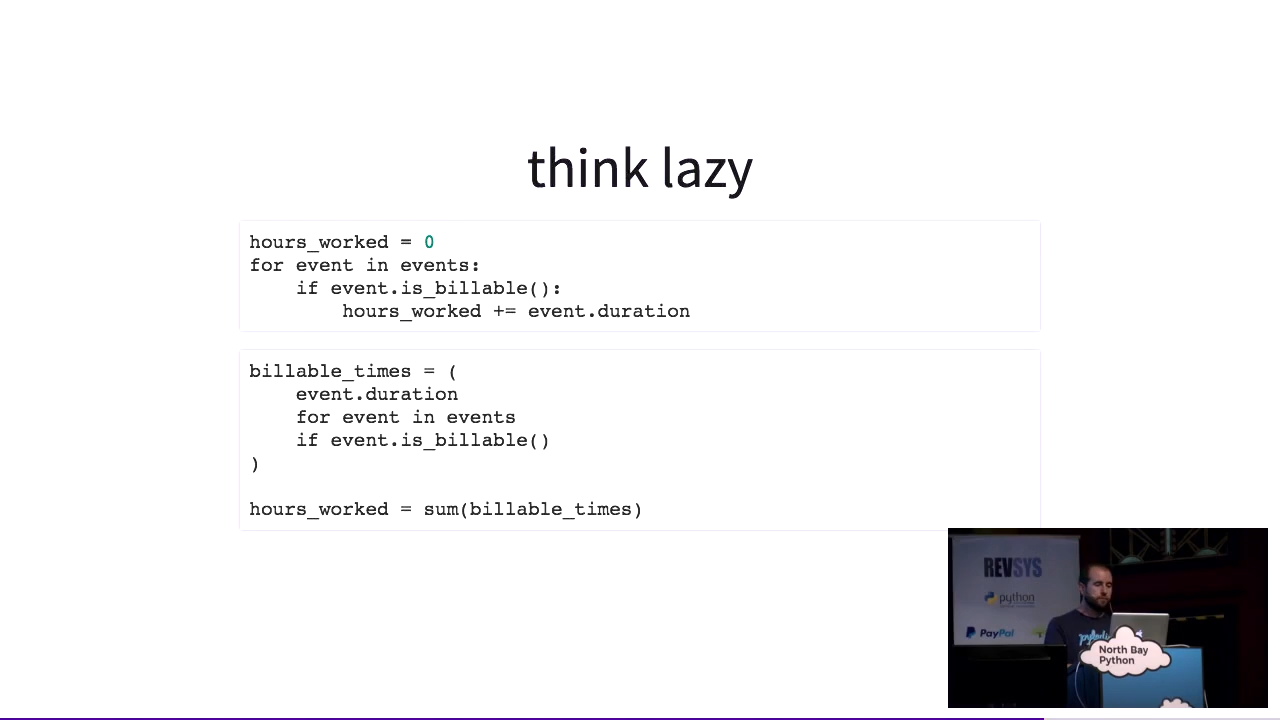 think lazy
hours_worked = 0
for event in events:
    if event.is_billable():
        hours_worked += event.duration
billable_times = (
    event.duration
    for event in events
    if event.is_billable()
)
hours_worked = sum(billable_times)
REVSYS
python
PayPal
North Bay
Python